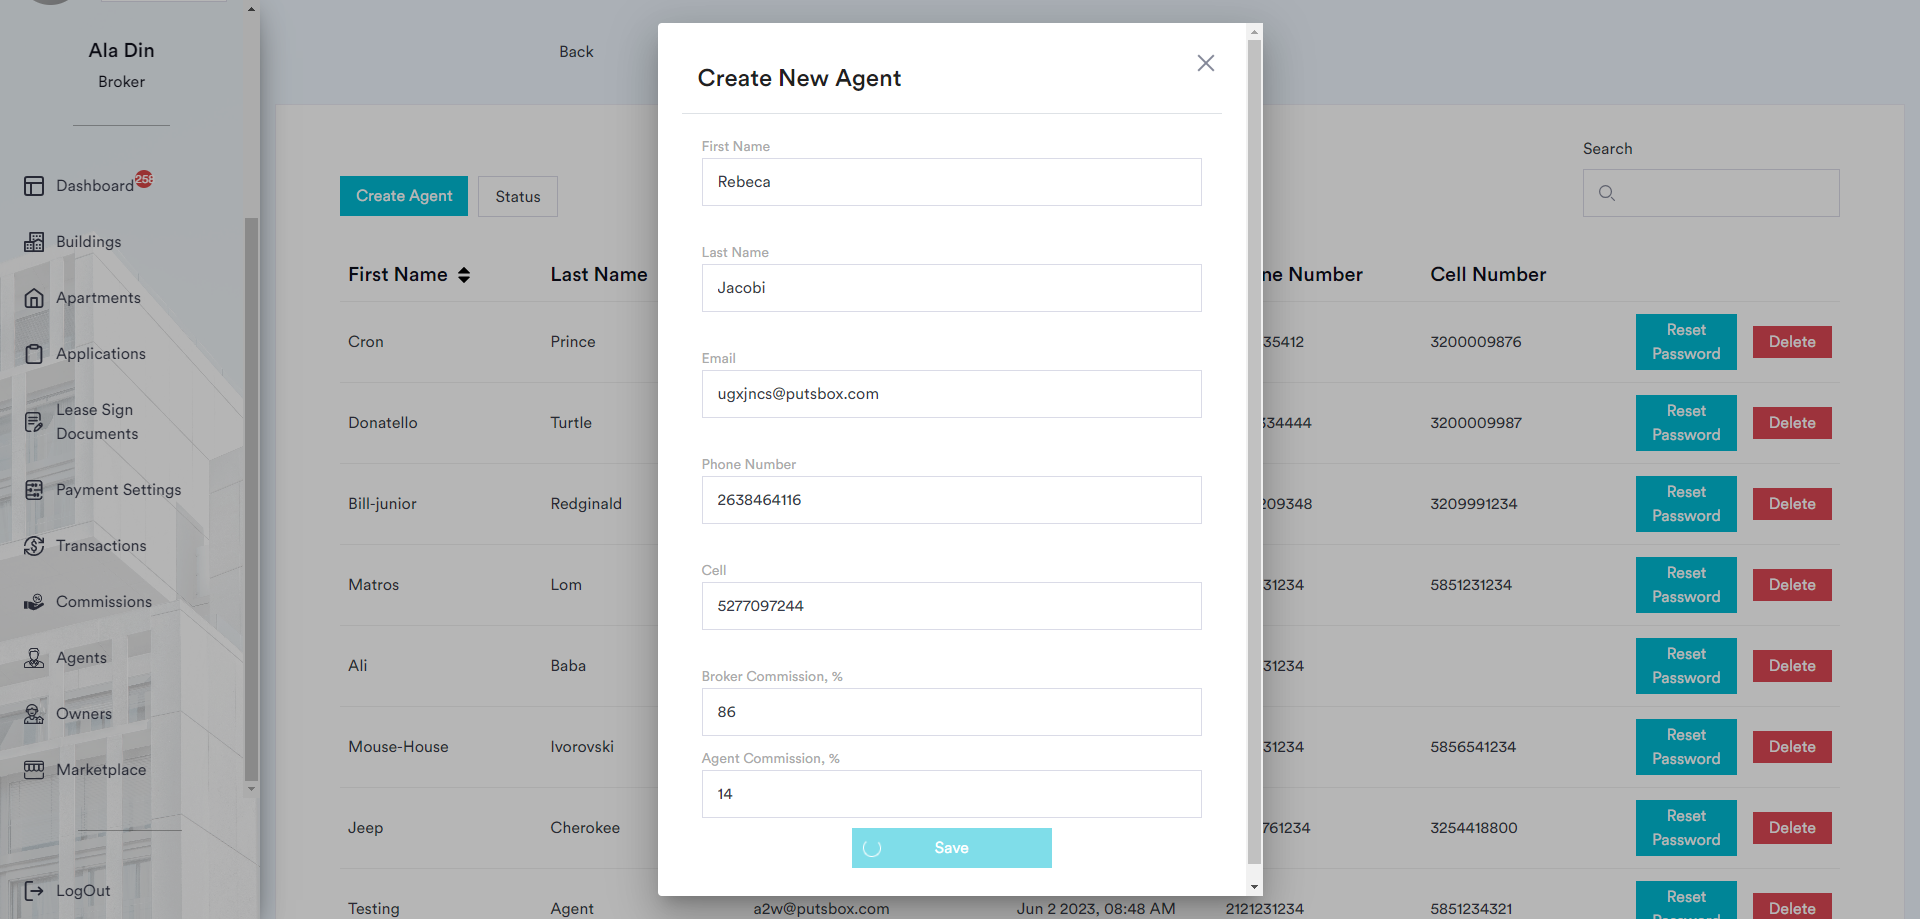 Ala Din
Broker
Dashboard 258
Buildings
Apartments
Applications
Lease Sign
Documents
Payment Settings
Transactions
Commissions
Agents
Owners
Marketplace
LogOut
Back
Create Agent
Status
Search
First Name
Last Name
ne Number
Cell Number
Cron
Prince
35412
3200009876
Reset
Password
Delete
Donatello
Turtle
334444
3200009987
Reset
Password
Delete
Bill-junior
Redginald
209348
3209991234
Reset
Password
Delete
Matros
Lom
31234
5851231234
Reset
Password
Delete
Ali
Baba
31234
Reset
Password
Delete
Mouse-House
Ivorovski
31234
5856541234
Reset
Password
Delete
Jeep
Cherokee
761234
3254418800
Reset
Password
Delete
Testing
Agent
a2w@putsbox.com
Jun 2 2023, 08:48 AM
2121231234
5851234321
Reset
Delete
Create New Agent
First Name
Rebeca
Last Name
Jacobi
Email
ugxjncs@putsbox.com
Phone Number
2638464116
Cell
5277097244
Broker Commission, %
86
Agent Commission, %
14
Save